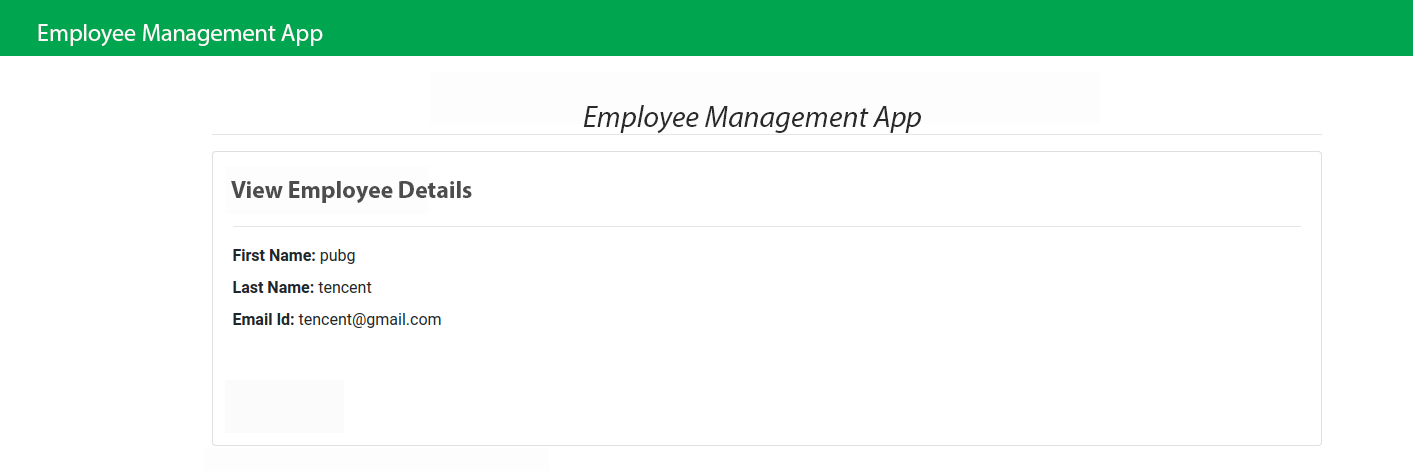 Employee Management App
Employee Management App
View Employee Details
First Name: pubg
Last Name: tencent
Email Id: tencent@gmail.com